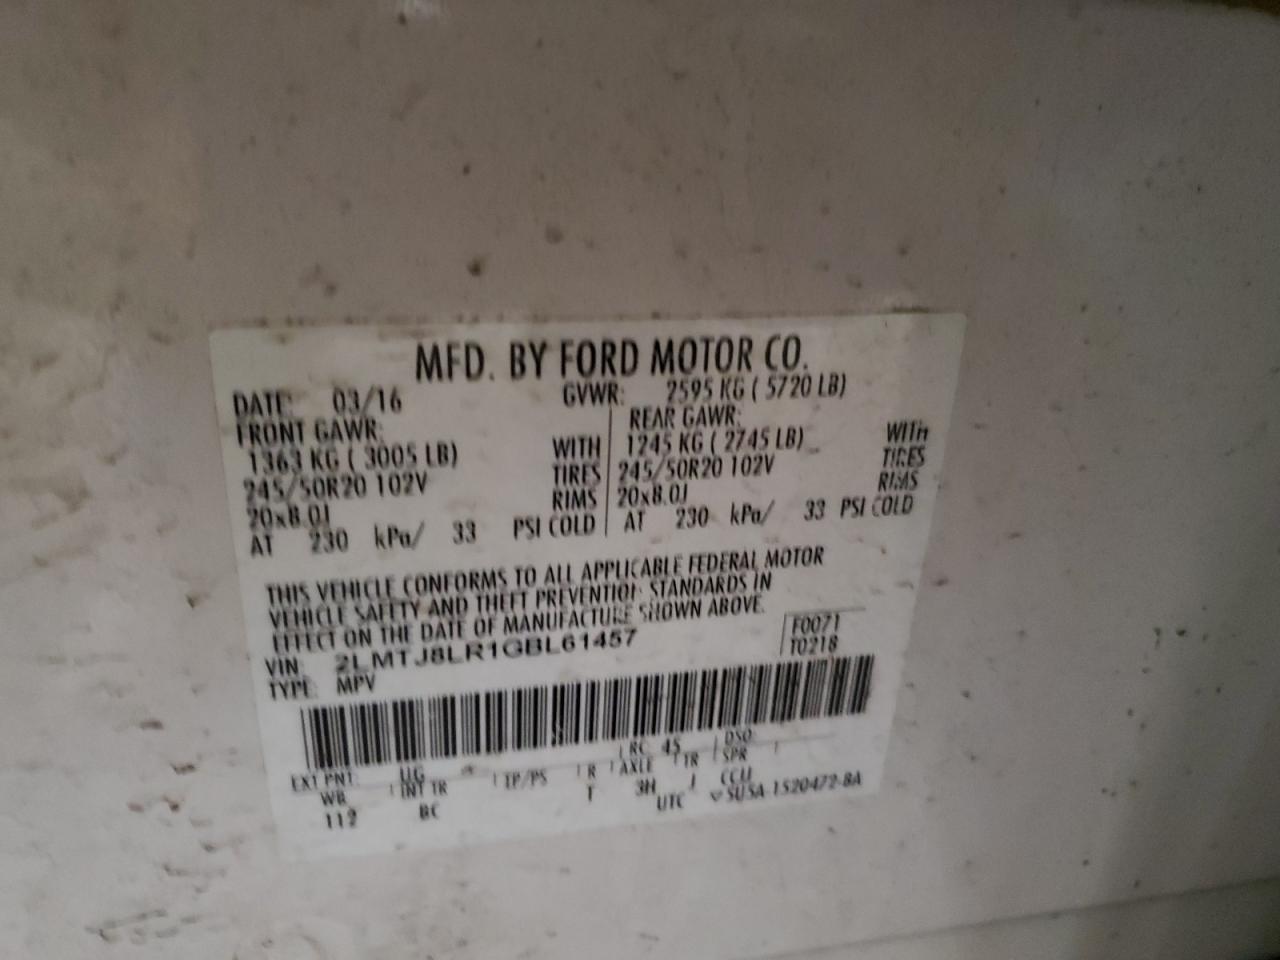 MFD. BY FORD MOTOR CO.
DATE: 03/16 GVWR: 2595 KG ( 5720 LB)
FRONT GAWR: REAR GAWR:
1363 KG ( 3005 LB) WITH 1245 KG ( 2745 LB) WITH
245/50R20 102V TIRES 245/50R20 102V TIRES
20x8.0J RIMS 20x8.0J RIMS
AT 230 kPa/ 33 PSI COLD AT 230 kPa/ 33 PSI COLD
THIS VEHICLE CONFORMS TO ALL APPLICABLE FEDERAL MOTOR
VEHICLE SAFETY AND THEFT PREVENTION STANDARDS IN
EFFECT ON THE DATE OF MANUFACTURE SHOWN ABOVE.
VIN: 2LMTJ8LR1GBL61457 F0071
TYPE: MPV T0218
RC: 45 DSO:
EXT PNT: UG
WB INT TR TP/PS R AXLE TR SPR
112 BC T 3H J CCU
UTC ▽SU5A 1520472-BA